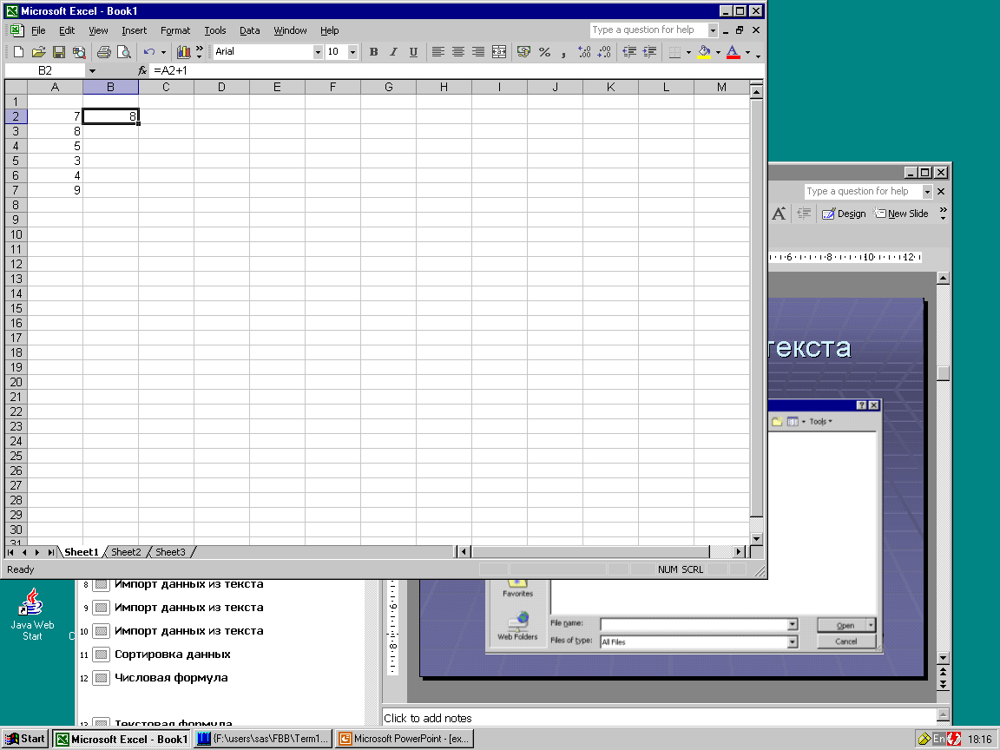 Microsoft Excel - Book1
File Edit View Insert Format Tools Data Window Help
Type a question for help
Arial 10 B I U % ,
B2 fx =A2+1
A B C D E F G H I J K L M
1
2 7 8
3 8
4 5
5 3
6 4
7 9
8
9
10
11
12
13
14
15
16
17
18
19
20
21
22
23
24
25
26
27
28
29
30
31
Sheet1 Sheet2 Sheet3
Ready NUM SCRL
Type a question for help
Design New Slide
6 8 10 12
текста
Tools
Favorites
Web Folders
File name:
Open
Files of type: All Files
Cancel
6
8
8 Импорт данных из текста
9 Импорт данных из текста
10 Импорт данных из текста
11 Сортировка данных
12 Числовая формула
13 Текстовая формула
Click to add notes
Java Web
Start
Start Microsoft Excel - Book1 {F:\users\sas\FBB\Term1... Microsoft PowerPoint - [ex... En 18:16